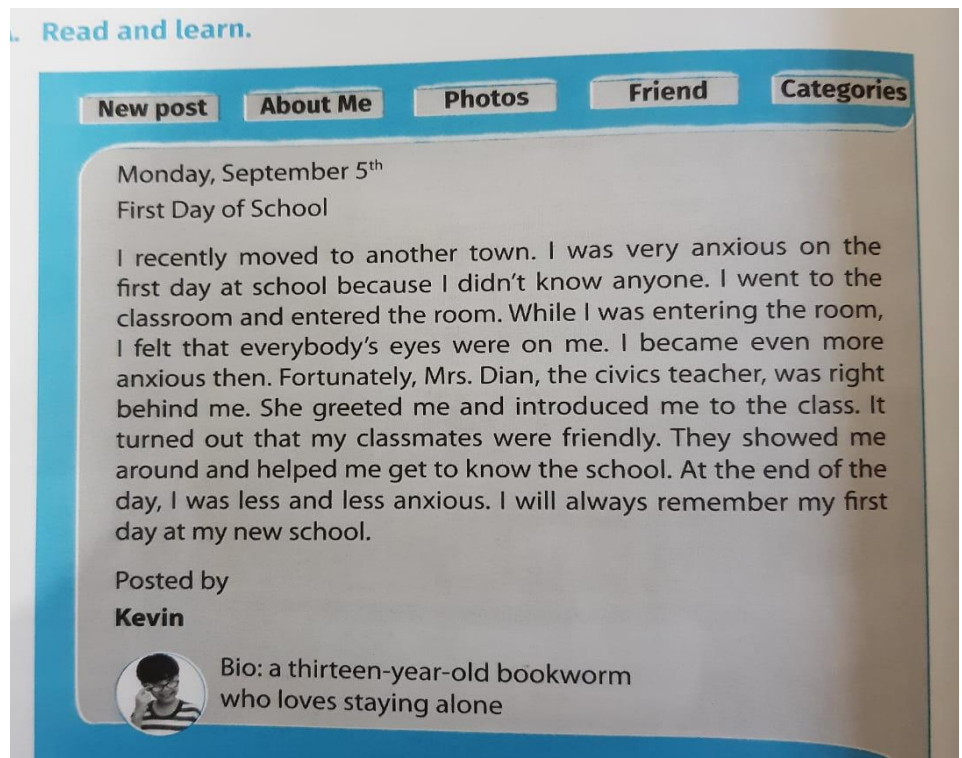 . Read and learn.
New post About Me Photos Friend Categories
Monday, September 5th
First Day of School
I recently moved to another town. I was very anxious on the
first day at school because I didn't know anyone. I went to the
classroom and entered the room. While I was entering the room,
I felt that everybody's eyes were on me. I became even more
anxious then. Fortunately, Mrs. Dian, the civics teacher, was right
behind me. She greeted me and introduced me to the class. It
turned out that my classmates were friendly. They showed me
around and helped me get to know the school. At the end of the
day, I was less and less anxious. I will always remember my first
day at my new school.
Posted by
Kevin
Bio: a thirteen-year-old bookworm
who loves staying alone